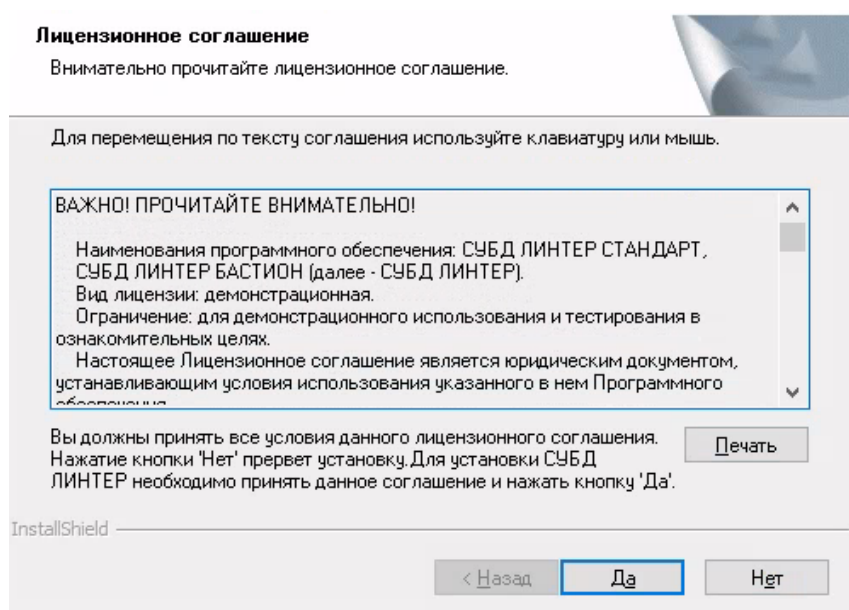 Лицензионное соглашение
Внимательно прочитайте лицензионное соглашение.
Для перемещения по тексту соглашения используйте клавиатуру или мышь.
ВАЖНО! ПРОЧИТАЙТЕ ВНИМАТЕЛЬНО!
Наименования программного обеспечения: СУБД ЛИНТЕР СТАНДАРТ,
СУБД ЛИНТЕР БАСТИОН (далее - СУБД ЛИНТЕР).
Вид лицензии: демонстрационная.
Ограничение: для демонстрационного использования и тестирования в
ознакомительных целях.
Настоящее Лицензионное соглашение является юридическим документом,
устанавливающим условия использования указанного в нем Программного
Вы должны принять все условия данного лицензионного соглашения.
Нажатие кнопки 'Нет' прервет установку.Для установки СУБД
ЛИНТЕР необходимо принять данное соглашение и нажать кнопку 'Да'.
Печать
InstallShield
< Назад
Да
Нет